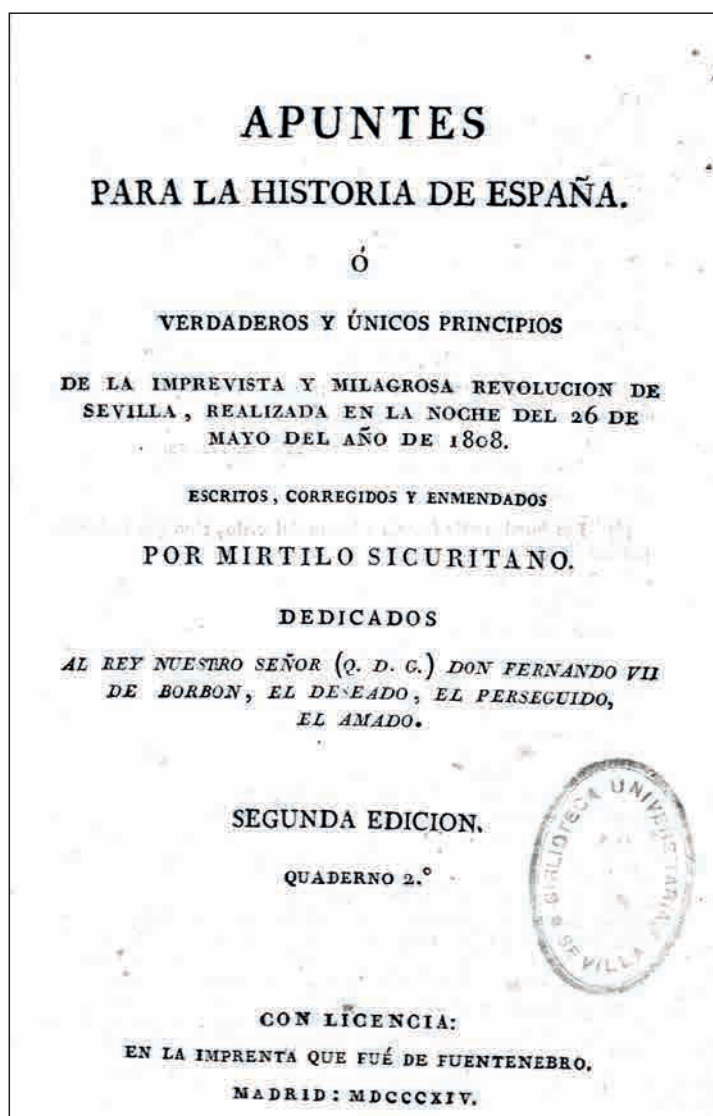 APUNTES
PARA LA HISTORIA DE ESPAÑA.
Ó
VERDADEROS Y ÚNICOS PRINCIPIOS
DE LA IMPREVISTA Y MILAGROSA REVOLUCION DE
SEVILLA, REALIZADA EN LA NOCHE DEL 26 DE
MAYO DEL AÑO DE 1808.
ESCRITOS, CORREGIDOS Y ENMENDADOS
POR MIRTILO SICURITANO.
DEDICADOS
AL REY NUESTRO SEÑOR (Q. D. G.) DON FERNANDO VII
DE BORBON, EL DESEADO, EL PERSEGUIDO,
EL AMADO.
SEGUNDA EDICION.
QUADERNO 2.º
BIBLIOTECA UNIVERSITARIA
SEVILLA
CON LICENCIA:
EN LA IMPRENTA QUE FUÉ DE FUENTENEBRO.
MADRID: MDCCCXIV.